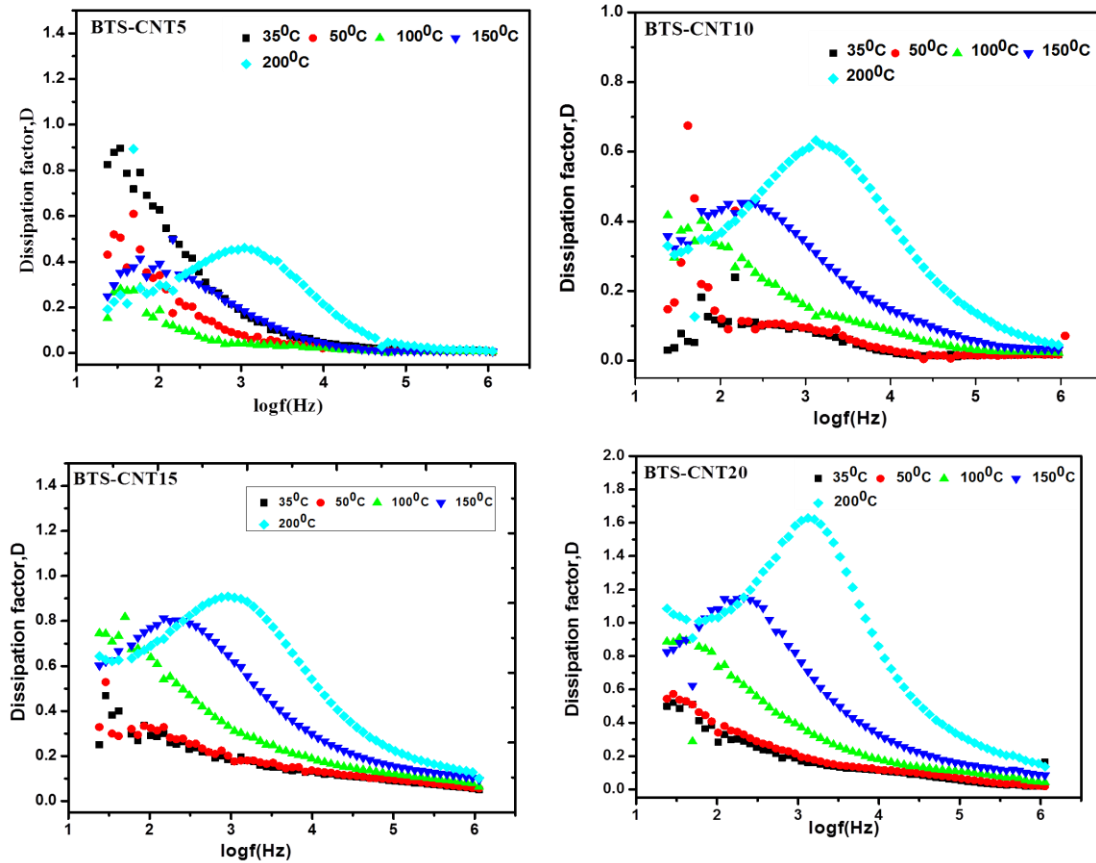 BTS-CNT5
35⁰C 50⁰C 100⁰C 150⁰C
200⁰C
Dissipation factor,D
1.4
1.2
1.0
0.8
0.6
0.4
0.2
0.0
1 2 3 4 5 6
logf(Hz)
BTS-CNT10
35⁰C 50⁰C 100⁰C 150⁰C
200⁰C
Dissipation factor,D
1.0
0.8
0.6
0.4
0.2
0.0
1 2 3 4 5 6
logf(Hz)
BTS-CNT15
35⁰C 50⁰C 100⁰C 150⁰C
200⁰C
Dissipation factor,D
1.4
1.2
1.0
0.8
0.6
0.4
0.2
0.0
1 2 3 4 5 6
logf(Hz)
BTS-CNT20
35⁰C 50⁰C 100⁰C 150⁰C
200⁰C
Dissipation factor,D
2.0
1.8
1.6
1.4
1.2
1.0
0.8
0.6
0.4
0.2
0.0
1 2 3 4 5 6
logf(Hz)